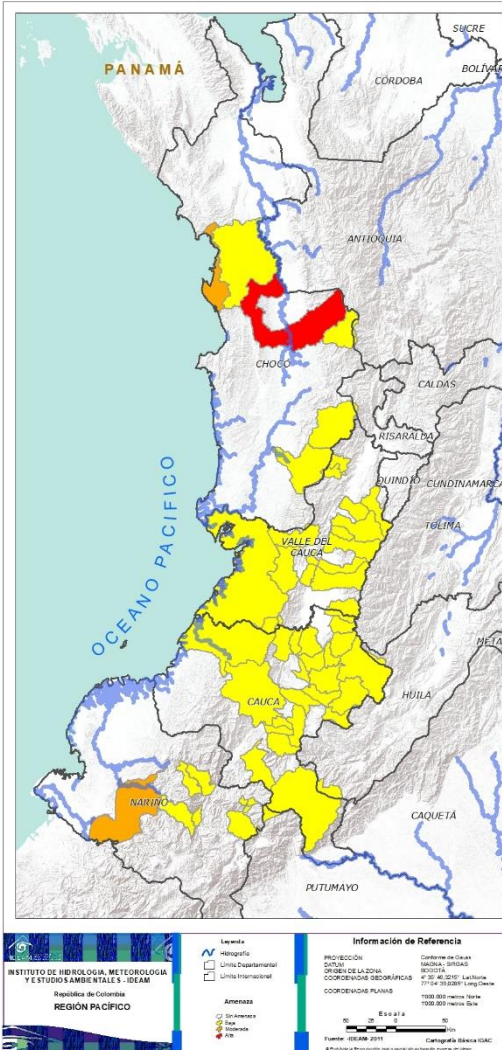 SUCRE
PANAMÁ
CÓRDOBA
BOLÍVAR
ANTIOQUIA
CHOCÓ
CALDAS
RISARALDA
QUINDÍO
CUNDINAMARCA
OCEANO PACIFICO
VALLE DEL
CAUCA
TOLIMA
META
HUILA
CAUCA
NARIÑO
CAQUETÁ
PUTUMAYO
INSTITUTO DE HIDROLOGIA, METEOROLOGIA
Y ESTUDIOS AMBIENTALES - IDEAM
República de Colombia
REGIÓN PACÍFICO
Leyenda
Hidrografía
Límite Departamental
Límite Internacional
Amenaza
Sin Amenaza
Baja
Moderada
Alta
Información de Referencia
PROYECCIÓN Conforme de Gauss
DATUM MAGNA - SIRGAS
ORIGEN DE LA ZONA BOGOTÁ
COORDENADAS GEOGRÁFICAS
COORDENADAS PLANAS 1'000.000 metros Norte
1'000.000 metros Este
Escala
Fuente: -IDEAM- 2011 Cartografía Básica IGAC